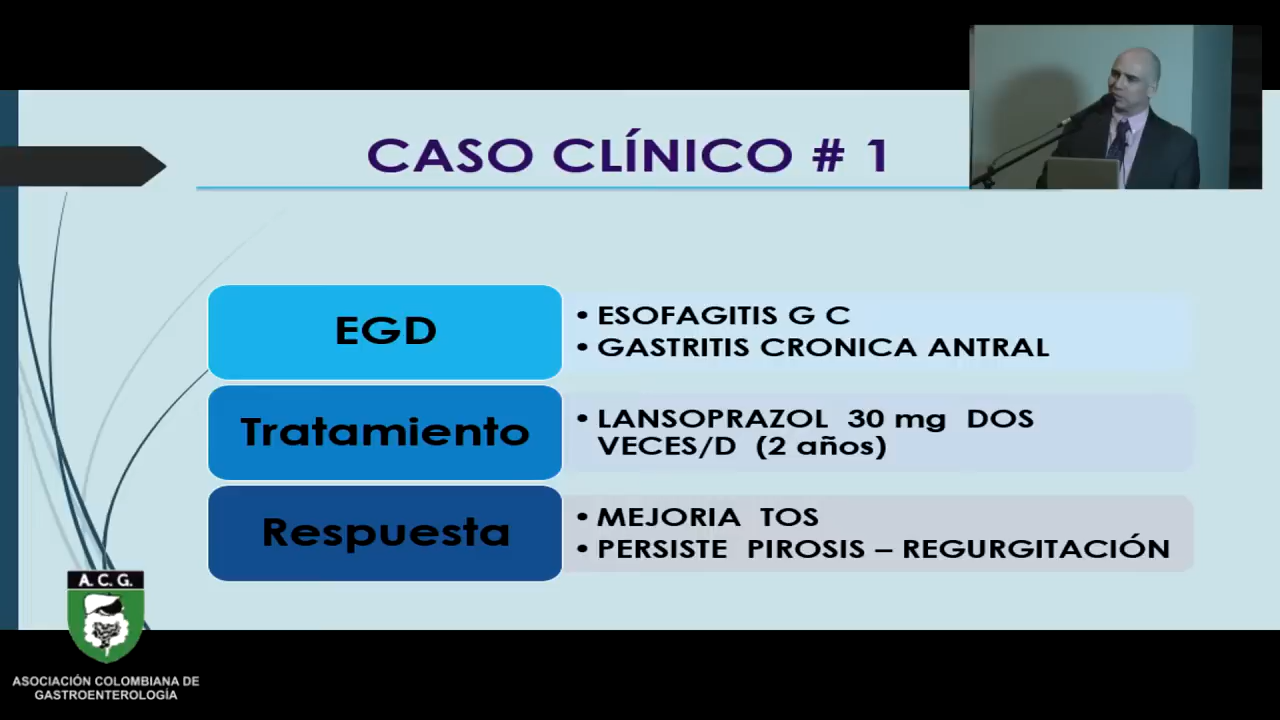 CASO CLÍNICO # 1
EGD
• ESOFAGITIS G C
• GASTRITIS CRONICA ANTRAL
Tratamiento
• LANSOPRAZOL 30 mg DOS
VECES/D (2 años)
Respuesta
• MEJORIA TOS
• PERSISTE PIROSIS – REGURGITACIÓN
A. C. G.
ASOCIACIÓN COLOMBIANA DE
GASTROENTEROLOGÍA